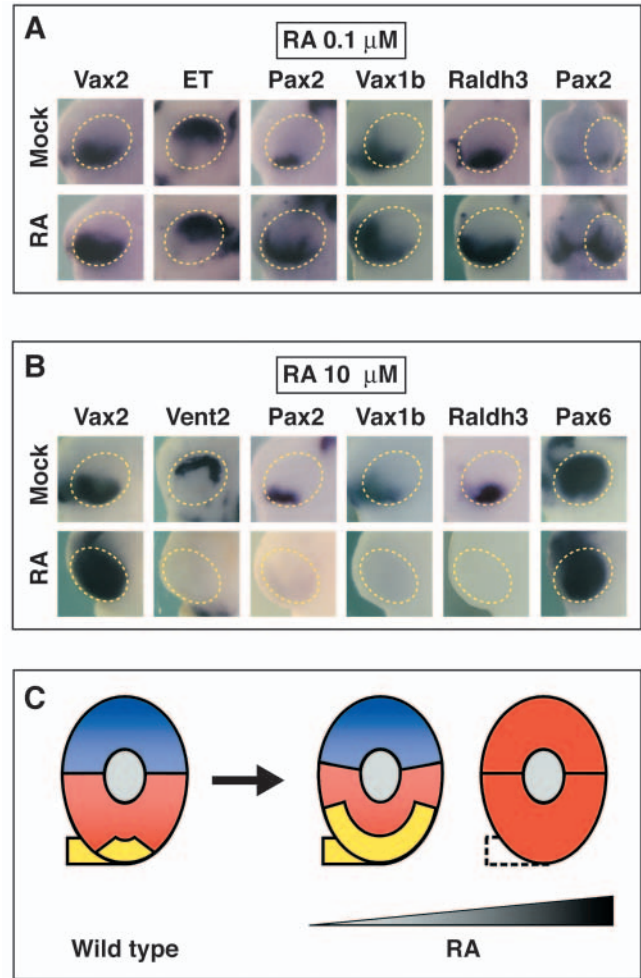 A
RA 0.1 μM
Vax2 ET Pax2 Vax1b Raldh3 Pax2
Mock
RA
B
RA 10 μM
Vax2 Vent2 Pax2 Vax1b Raldh3 Pax6
Mock
RA
C
Wild type RA